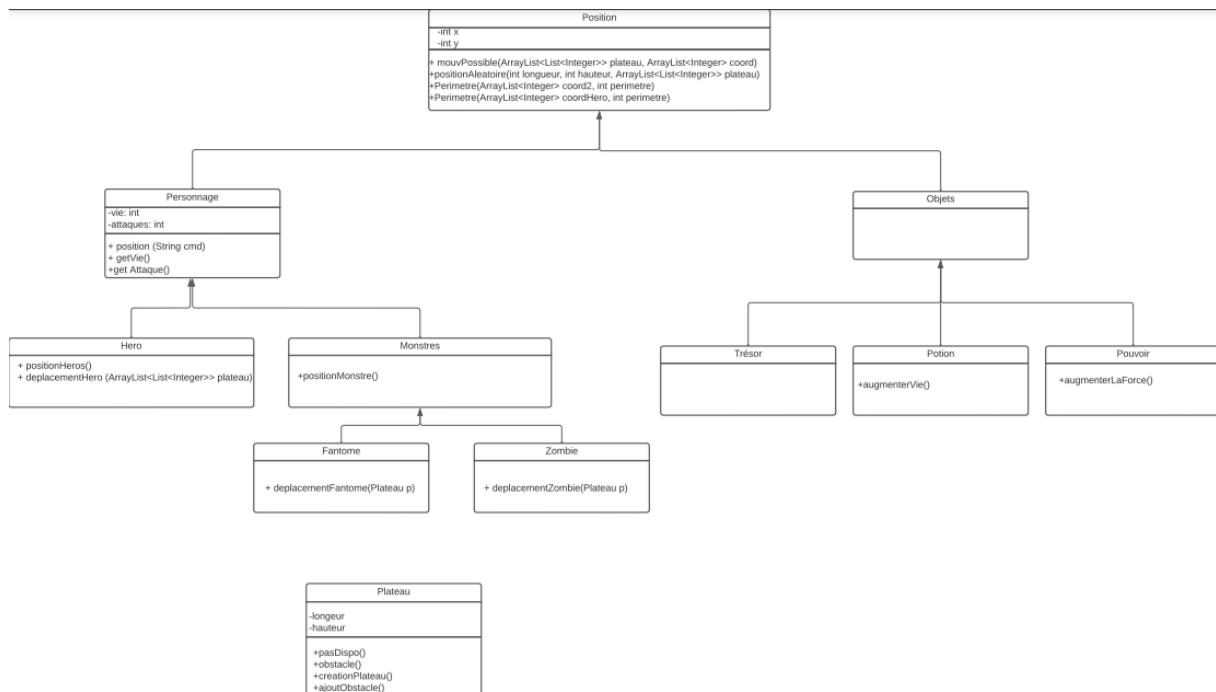 Position
-int x
-int y
+ mouvPossible(ArrayList<List<Integer>> plateau, ArrayList<Integer> coord)
+positionAleatoire(int longueur, int hauteur, ArrayList<List<Integer>> plateau)
+Perimetre(ArrayList<Integer> coord2, int perimetre)
+Perimetre(ArrayList<Integer> coordHero, int perimetre)
Personnage
-vie: int
-attaques: int
+ position (String cmd)
+ getVie()
+get Attaque()
Objets
Hero
+ positionHeros()
+ deplacementHero (ArrayList<List<Integer>> plateau)
Monstres
+positionMonstre()
Trésor
Potion
+augmenterVie()
Pouvoir
+augmenterLaForce()
Fantome
+ deplacementFantome(Plateau p)
Zombie
+ deplacementZombie(Plateau p)
Plateau
-longeur
-hauteur
+pasDispo()
+obstacle()
+creationPlateau()
+ajoutObstacle()